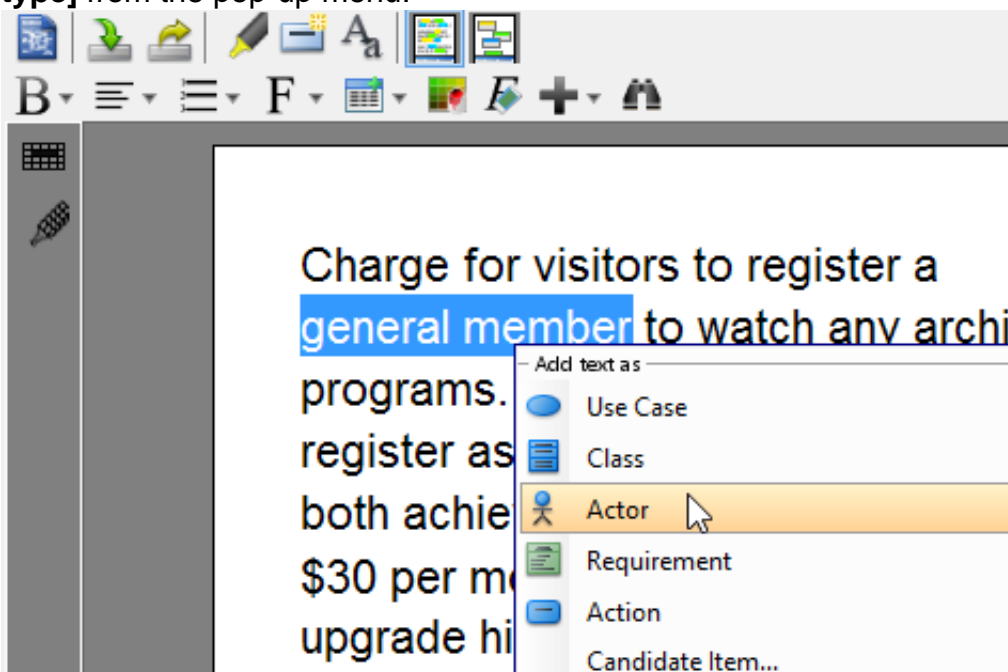 type] from the pop-up menu.
B F
Charge for visitors to register a
general member to watch any archi
programs.
Add text as
Use Case
register as
Class
both achie
Actor
$30 per m
Requirement
Action
upgrade hi
Candidate Item...